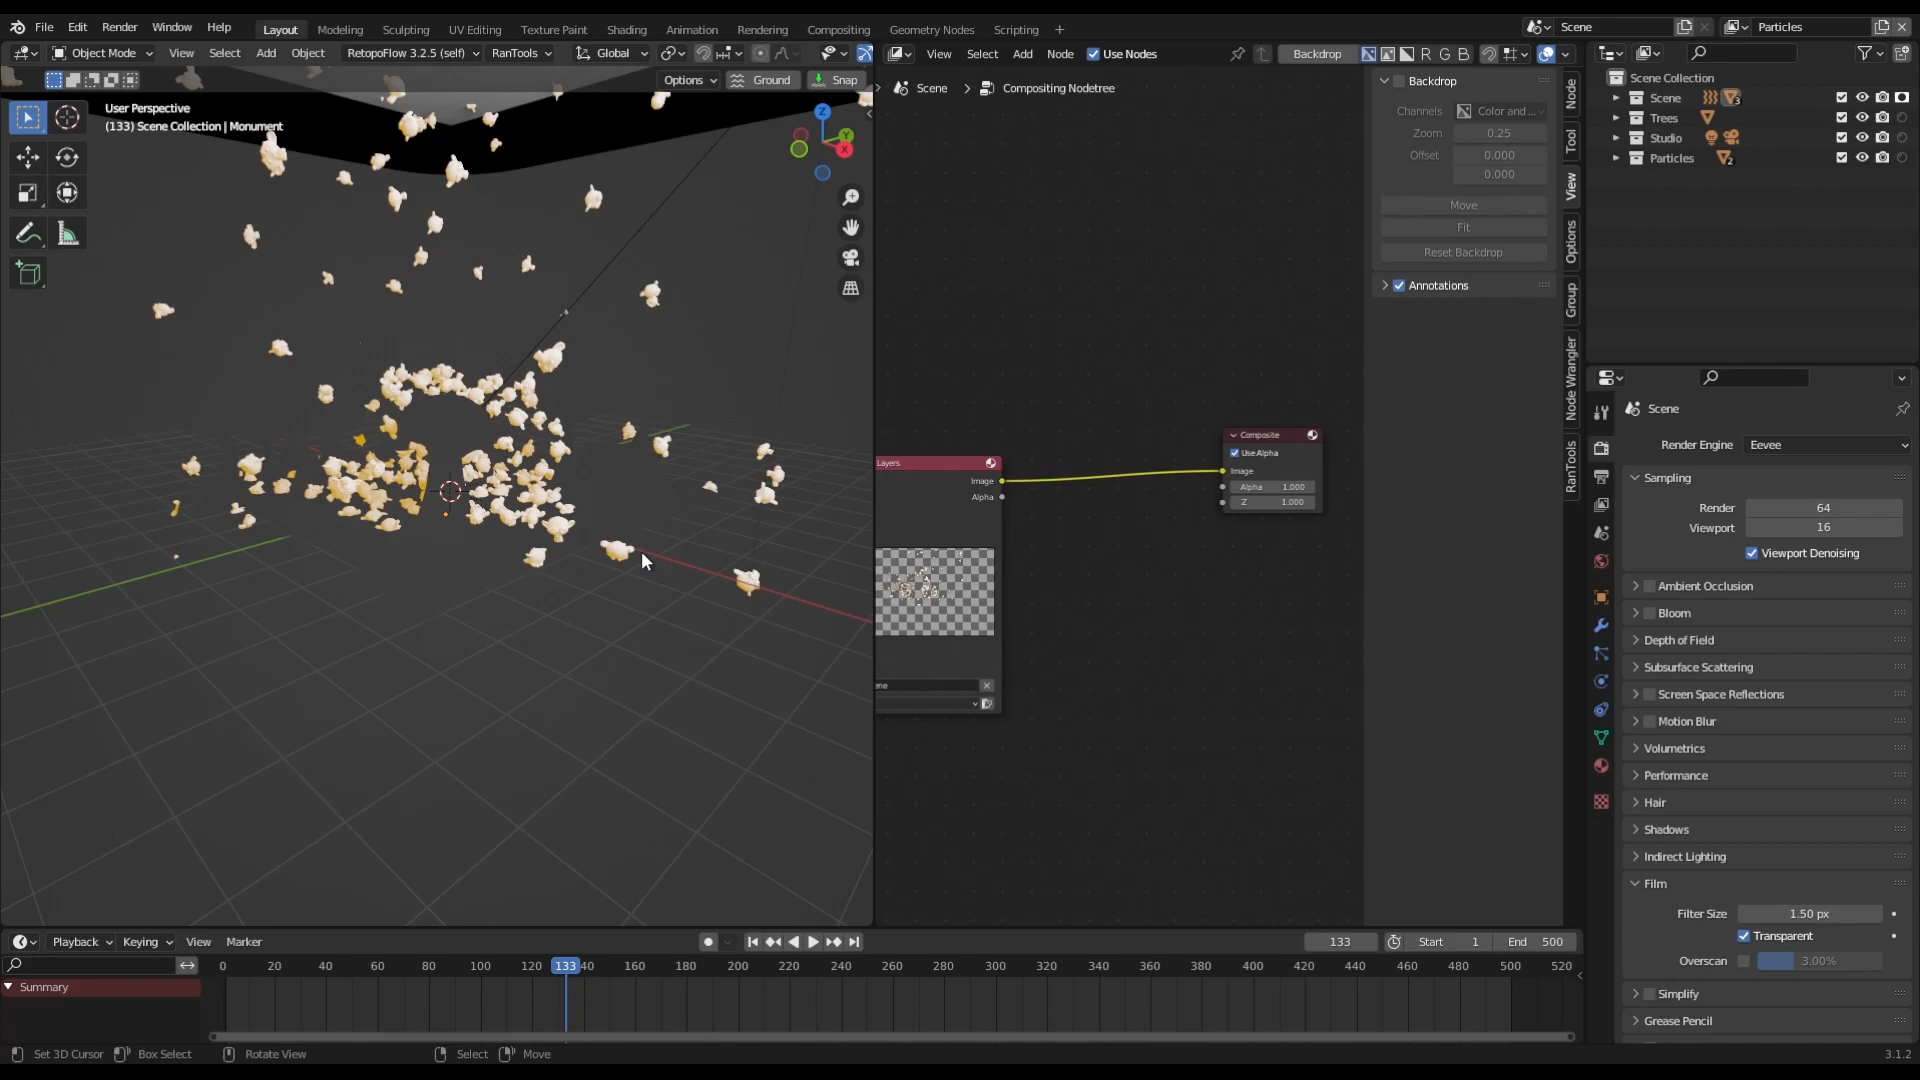 File Edit Render Window Help Layout Modeling Sculpting UV Editing Texture Paint Shading Animation Rendering Compositing Geometry Nodes Scripting + Scene Particles
Object Mode View Select Add Object RetopoFlow 3.2.5 (self) RanTools Global
View Select Add Node Use Nodes Backdrop R G B
Options Ground Snap
User Perspective
(133) Scene Collection | Monument
Z
Y
X
Scene > Compositing Nodetree
Layers
Image
Alpha
ene
Composite
Use Alpha
Image
Alpha 1.000
Z 1.000
Backdrop
Channels Color and ...
Zoom 0.25
Offset 0.000
0.000
Move
Fit
Reset Backdrop
Annotations
Node
Tool
View
Options
Group
Node Wrangler
RanTools
Scene Collection
Scene 3
Trees
Studio
Particles 2
Scene
Render Engine Eevee
Sampling
Render 64
Viewport 16
Viewport Denoising
Ambient Occlusion
Bloom
Depth of Field
Subsurface Scattering
Screen Space Reflections
Motion Blur
Volumetrics
Performance
Hair
Shadows
Indirect Lighting
Film
Filter Size 1.50 px
Transparent
Overscan 3.00%
Simplify
Grease Pencil
Playback Keying View Marker 133 Start 1 End 500
0 20 40 60 80 100 120 133 40 160 180 200 220 240 260 280 300 320 340 360 380 400 420 440 460 480 500 520
Summary
Set 3D Cursor Box Select Rotate View Select Move 3.1.2